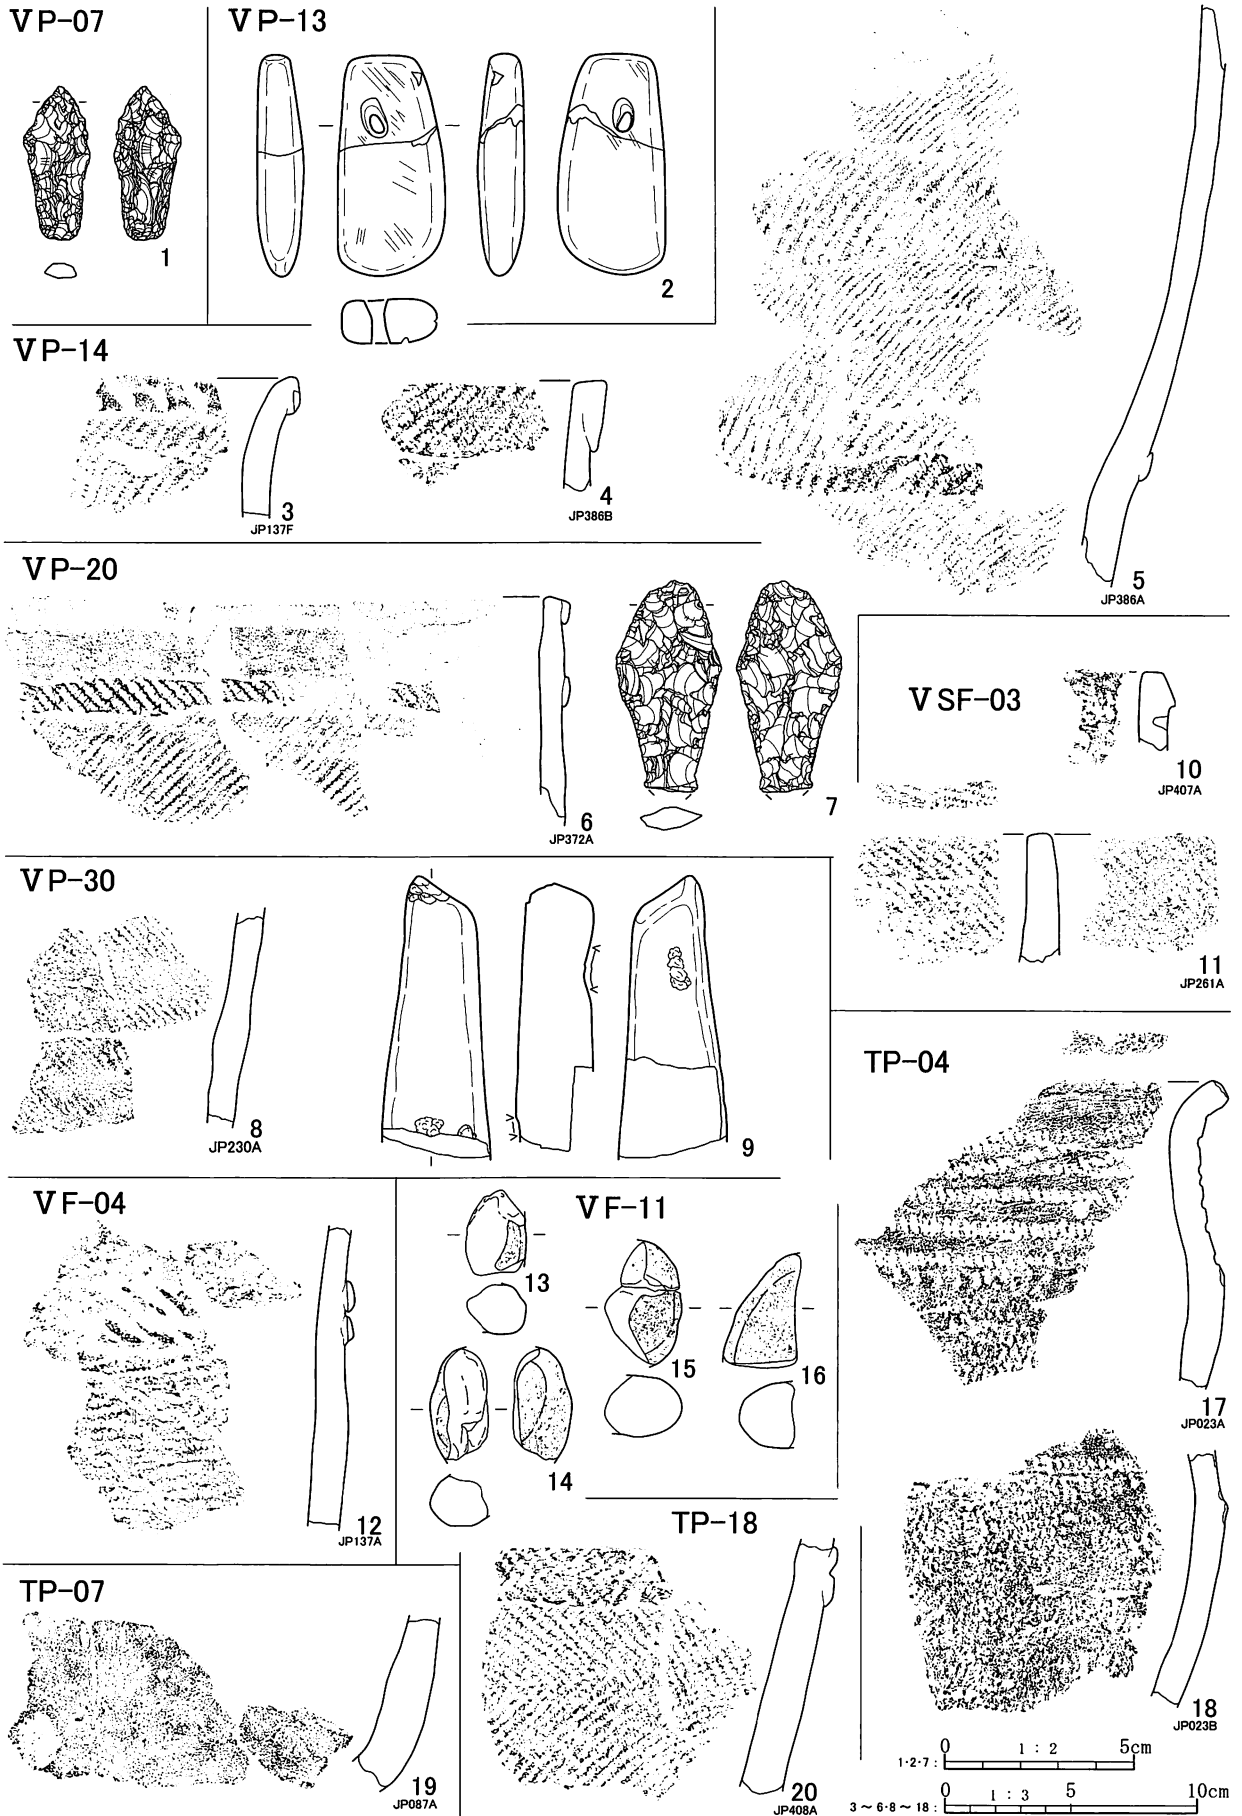 ⅤP-07
1
ⅤP-13
2
ⅤP-14
3
JP137F
4
JP386B
5
JP386A
ⅤP-20
6
JP372A
7
ⅤSF-03
10
JP407A
11
JP261A
ⅤP-30
8
JP230A
9
TP-04
17
JP023A
18
JP023B
ⅤF-04
12
JP137A
ⅤF-11
13
14
15
16
TP-07
19
JP087A
TP-18
20
JP408A
0 1:2 5cm
1・2・7:
0 1:3 5 10cm
3～6・8～18: